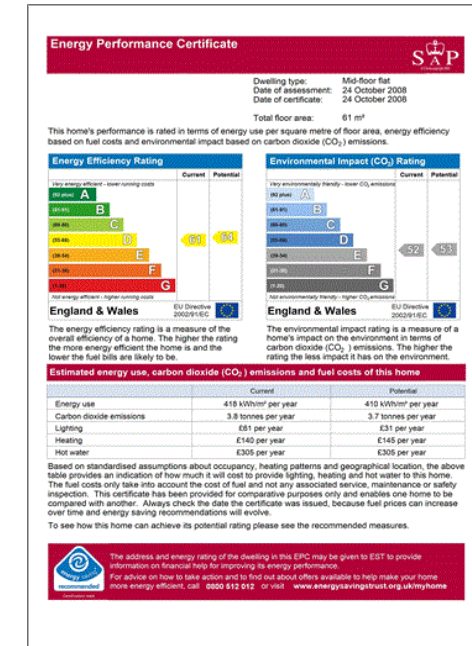 Energy Performance Certificate
SAP
Dwelling type: Mid-floor flat
Date of assessment: 24 October 2008
Date of certificate: 24 October 2008
Total floor area: 61 m²
This home's performance is rated in terms of energy use per square metre of floor area, energy efficiency
based on fuel costs and environmental impact based on carbon dioxide (CO₂) emissions.
Energy Efficiency Rating
Current Potential
Very energy efficient - lower running costs
(92 plus) A
(81-91) B
(69-80) C
(55-68) D
(39-54) E
(21-38) F
(1-20) G
61 64
Not energy efficient - higher running costs
England & Wales
EU Directive
2002/91/EC
Environmental Impact (CO₂) Rating
Current Potential
Very environmentally friendly - lower CO₂ emissions
(92 plus) A
(81-91) B
(69-80) C
(55-68) D
(39-54) E
(21-38) F
(1-20) G
52 53
Not environmentally friendly - higher CO₂ emissions
England & Wales
EU Directive
2002/91/EC
The energy efficiency rating is a measure of the
overall efficiency of a home. The higher the rating
the more energy efficient the home is and the
lower the fuel bills are likely to be.
The environmental impact rating is a measure of a
home's impact on the environment in terms of
carbon dioxide (CO₂) emissions. The higher the
rating the less impact it has on the environment.
Estimated energy use, carbon dioxide (CO₂) emissions and fuel costs of this home
Current Potential
Energy use 418 kWh/m² per year 410 kWh/m² per year
Carbon dioxide emissions 3.8 tonnes per year 3.7 tonnes per year
Lighting £61 per year £31 per year
Heating £140 per year £145 per year
Hot water £305 per year £305 per year
Based on standardised assumptions about occupancy, heating patterns and geographical location, the above
table provides an indication of how much it will cost to provide lighting, heating and hot water to this home.
The fuel costs only take into account the cost of fuel and not any associated service, maintenance or safety
inspection. This certificate has been provided for comparative purposes only and enables one home to be
compared with another. Always check the date the certificate was issued, because fuel prices can increase
over time and energy saving recommendations will evolve.
To see how this home can achieve its potential rating please see the recommended measures.
energy saving
recommended
Certification mark
The address and energy rating of the dwelling in this EPC may be given to EST to provide
information on financial help for improving its energy performance.
For advice on how to take action and to find out about offers available to help make your home
more energy efficient, call 0800 512 012 or visit www.energysavingstrust.org.uk/myhome